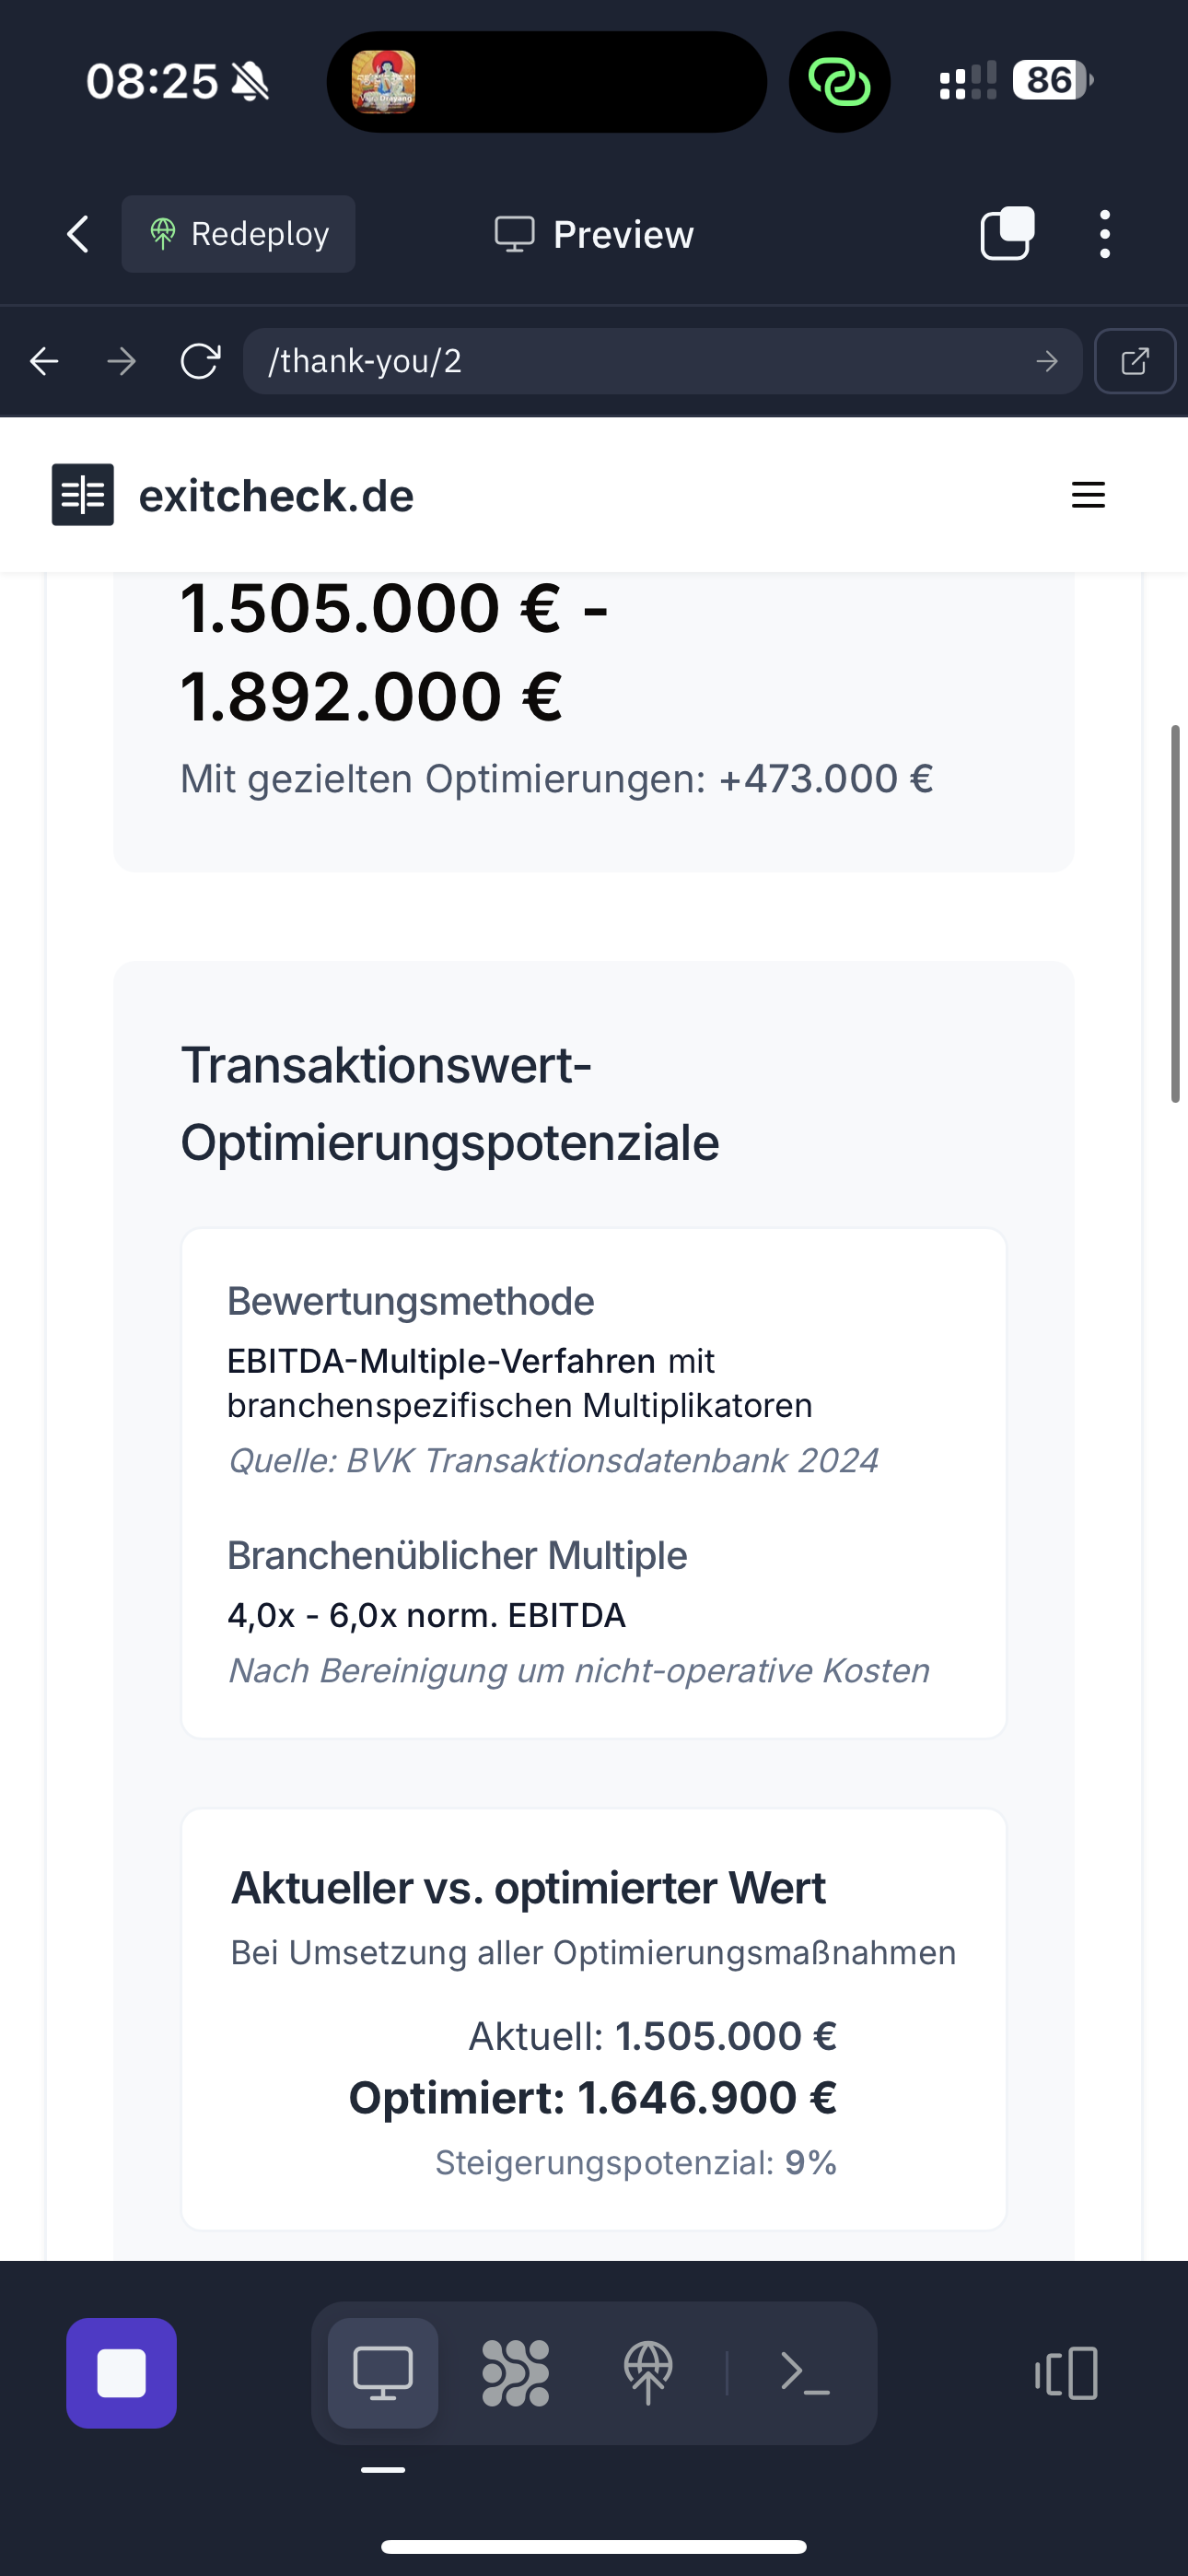 08:25
86
Redeploy
Preview
/thank-you/2
exitcheck.de
1.505.000 € -
1.892.000 €
Mit gezielten Optimierungen: +473.000 €
Transaktionswert-
Optimierungspotenziale
Bewertungsmethode
EBITDA-Multiple-Verfahren mit
branchenspezifischen Multiplikatoren
Quelle: BVK Transaktionsdatenbank 2024
Branchenüblicher Multiple
4,0x - 6,0x norm. EBITDA
Nach Bereinigung um nicht-operative Kosten
Aktueller vs. optimierter Wert
Bei Umsetzung aller Optimierungsmaßnahmen
Aktuell: 1.505.000 €
Optimiert: 1.646.900 €
Steigerungspotenzial: 9%